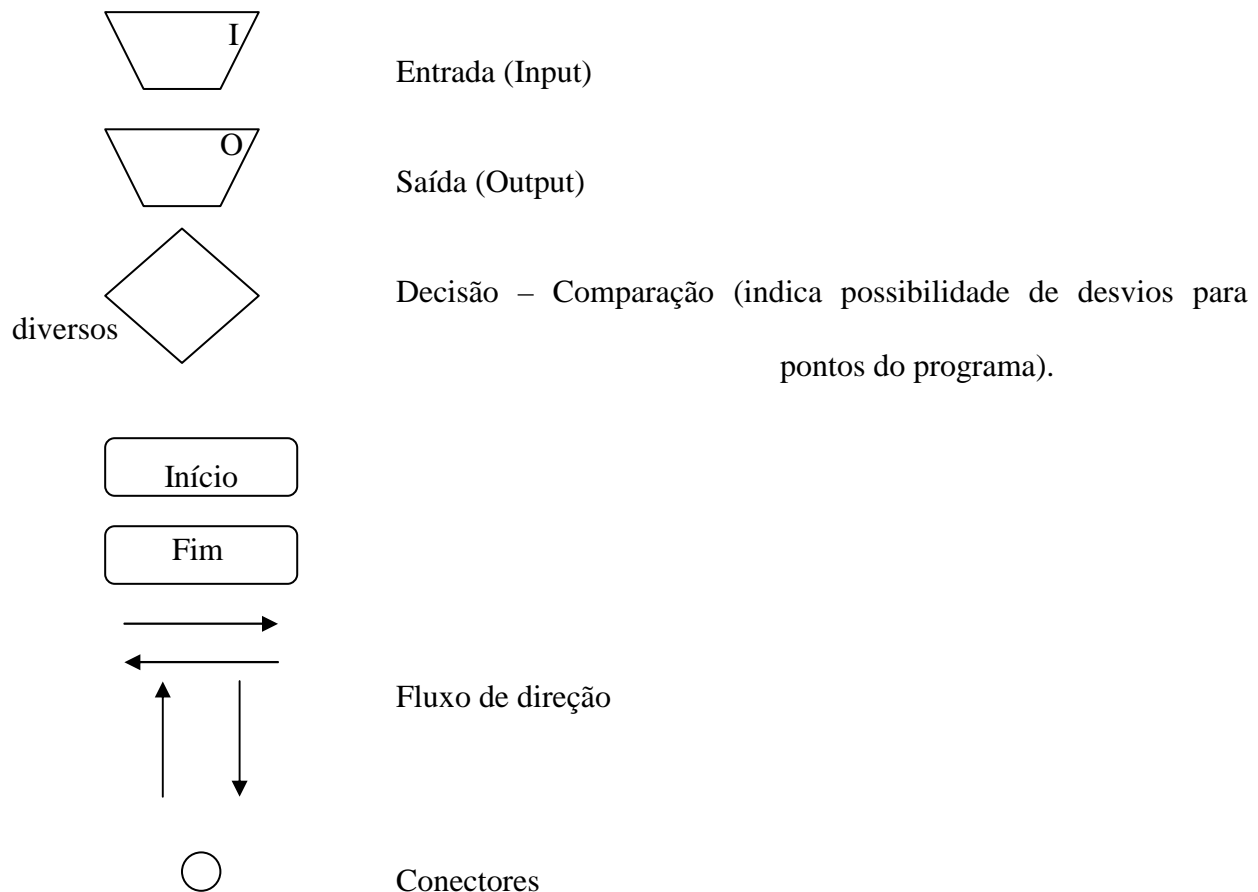 I
Entrada (Input)
O
Saída (Output)
Decisão – Comparação (indica possibilidade de desvios para
diversos
pontos do programa).
Início
Fim
Fluxo de direção
Conectores